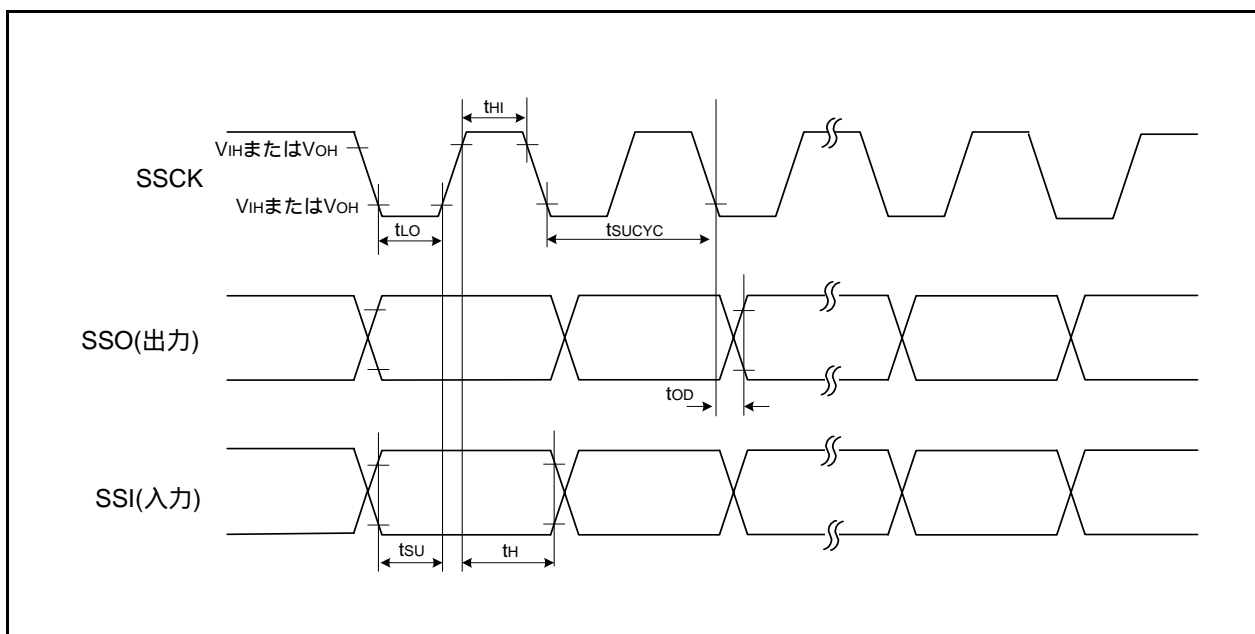 tHI
VIHまたはVOH
SSCK
VIHまたはVOH
tLO
tSUCYC
SSO(出力)
tOD
SSI(入力)
tSU
tH